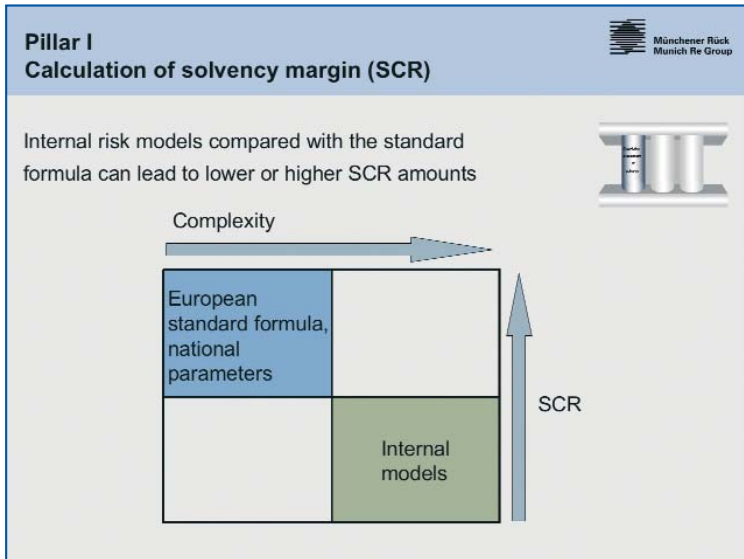 Pillar I
Calculation of solvency margin (SCR)
Münchener Rück
Munich Re Group
Internal risk models compared with the standard
formula can lead to lower or higher SCR amounts
Complexity
European
standard formula,
national
parameters
SCR
Internal
models